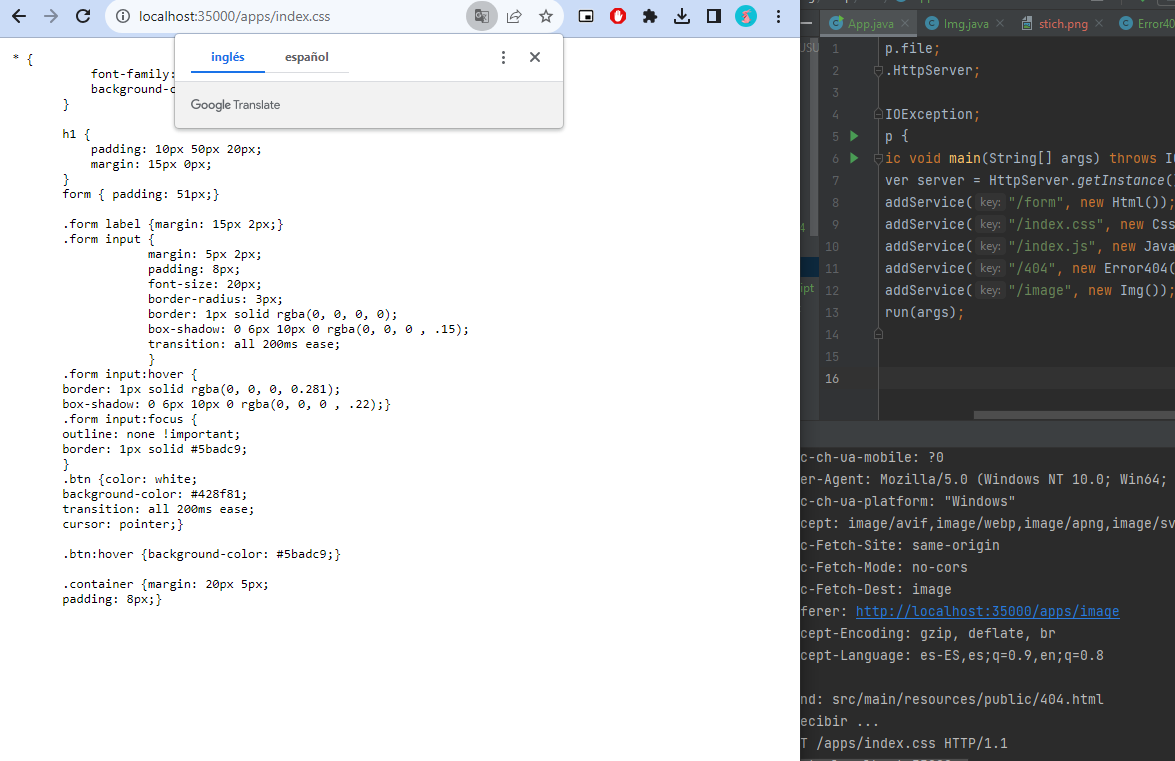 localhost:35000/apps/index.css
inglés español
Google Translate
* {
font-family:
background-c
}
h1 {
padding: 10px 50px 20px;
margin: 15px 0px;
}
form { padding: 51px;}
.form label {margin: 15px 2px;}
.form input {
margin: 5px 2px;
padding: 8px;
font-size: 20px;
border-radius: 3px;
border: 1px solid rgba(0, 0, 0, 0);
box-shadow: 0 6px 10px 0 rgba(0, 0, 0 , .15);
transition: all 200ms ease;
}
.form input:hover {
border: 1px solid rgba(0, 0, 0, 0.281);
box-shadow: 0 6px 10px 0 rgba(0, 0, 0 , .22);}
.form input:focus {
outline: none !important;
border: 1px solid #5badc9;
}
.btn {color: white;
background-color: #428f81;
transition: all 200ms ease;
cursor: pointer;}
.btn:hover {background-color: #5badc9;}
.container {margin: 20px 5px;
padding: 8px;}
App.java Img.java stich.png Error40
1 p.file;
2 .HttpServer;
3
4 IOException;
5 p {
6 ic void main(String[] args) throws IO
7 ver server = HttpServer.getInstance(
8 addService( key: "/form", new Html());
9 addService( key: "/index.css", new Css
10 addService( key: "/index.js", new Java
11 addService( key: "/404", new Error404(
12 addService( key: "/image", new Img());
13 run(args);
14
15
16
ipt
c-ch-ua-mobile: ?0
er-Agent: Mozilla/5.0 (Windows NT 10.0; Win64;
c-ch-ua-platform: "Windows"
cept: image/avif,image/webp,image/apng,image/sv
c-Fetch-Site: same-origin
c-Fetch-Mode: no-cors
c-Fetch-Dest: image
ferer: http://localhost:35000/apps/image
cept-Encoding: gzip, deflate, br
cept-Language: es-ES,es;q=0.9,en;q=0.8
nd: src/main/resources/public/404.html
ecibir ...
T /apps/index.css HTTP/1.1